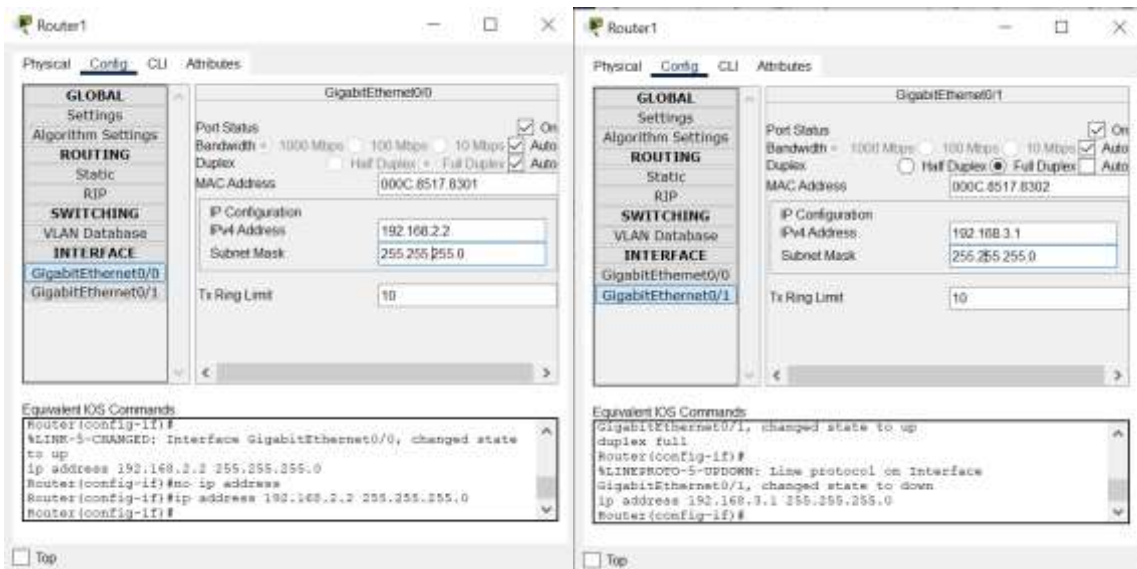 Router1
Physical Config CLI Attributes
GLOBAL
Settings
Algorithm Settings
ROUTING
Static
RIP
SWITCHING
VLAN Database
INTERFACE
GigabitEthernet0/0
GigabitEthernet0/1
GigabitEthernet0/0
Port Status On
Bandwidth 1000 Mbps 100 Mbps 10 Mbps Auto
Duplex Half Duplex Full Duplex Auto
MAC Address 000C.8517.8301
IP Configuration
IPv4 Address 192.168.2.2
Subnet Mask 255.255.255.0
Tx Ring Limit 10
Equivalent IOS Commands
Router(config-if)#
%LINK-5-CHANGED: Interface GigabitEthernet0/0, changed state
to up
ip address 192.168.2.2 255.255.255.0
Router(config-if)#no ip address
Router(config-if)#ip address 192.168.2.2 255.255.255.0
Router(config-if)#
Top
Router1
Physical Config CLI Attributes
GLOBAL
Settings
Algorithm Settings
ROUTING
Static
RIP
SWITCHING
VLAN Database
INTERFACE
GigabitEthernet0/0
GigabitEthernet0/1
GigabitEthernet0/1
Port Status On
Bandwidth 1000 Mbps 100 Mbps 10 Mbps Auto
Duplex Half Duplex Full Duplex Auto
MAC Address 000C.8517.8302
IP Configuration
IPv4 Address 192.168.3.1
Subnet Mask 255.255.255.0
Tx Ring Limit 10
Equivalent IOS Commands
GigabitEthernet0/1, changed state to up
duplex full
Router(config-if)#
%LINEPROTO-5-UPDOWN: Line protocol on Interface
GigabitEthernet0/1, changed state to down
ip address 192.168.3.1 255.255.255.0
Router(config-if)#
Top